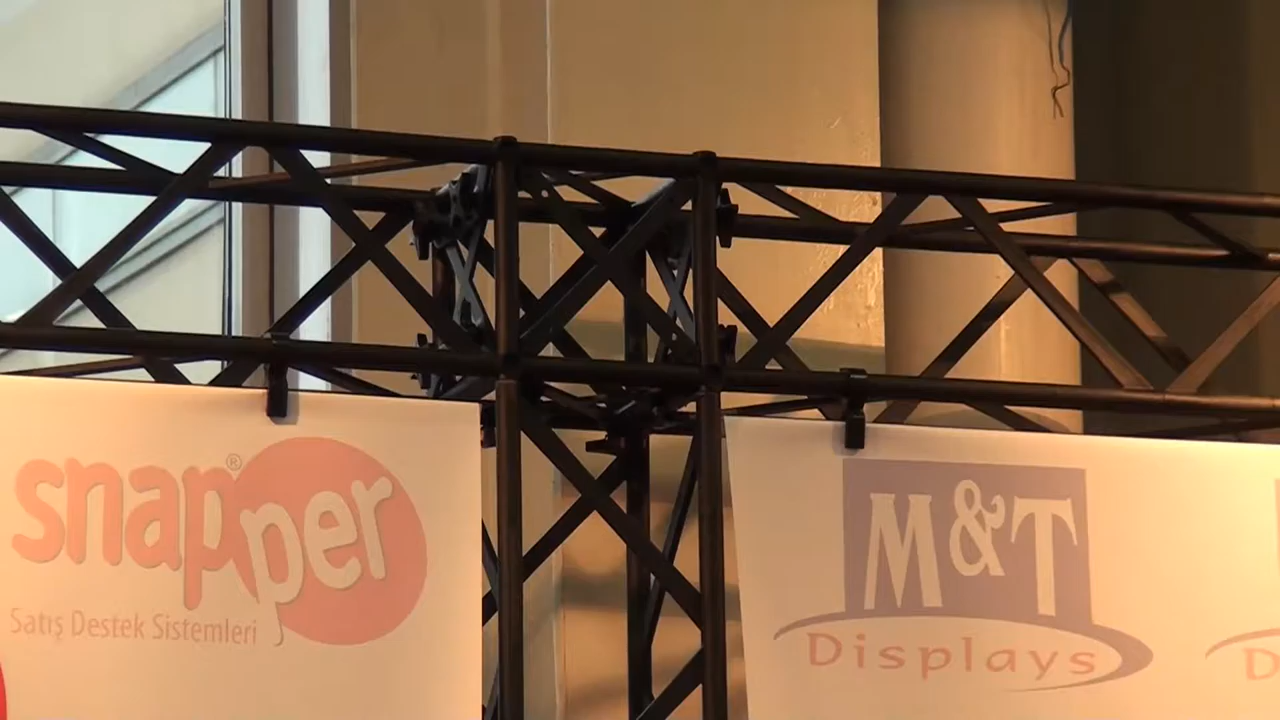 snapper®
Satış Destek Sistemleri
M&T
Displays
D